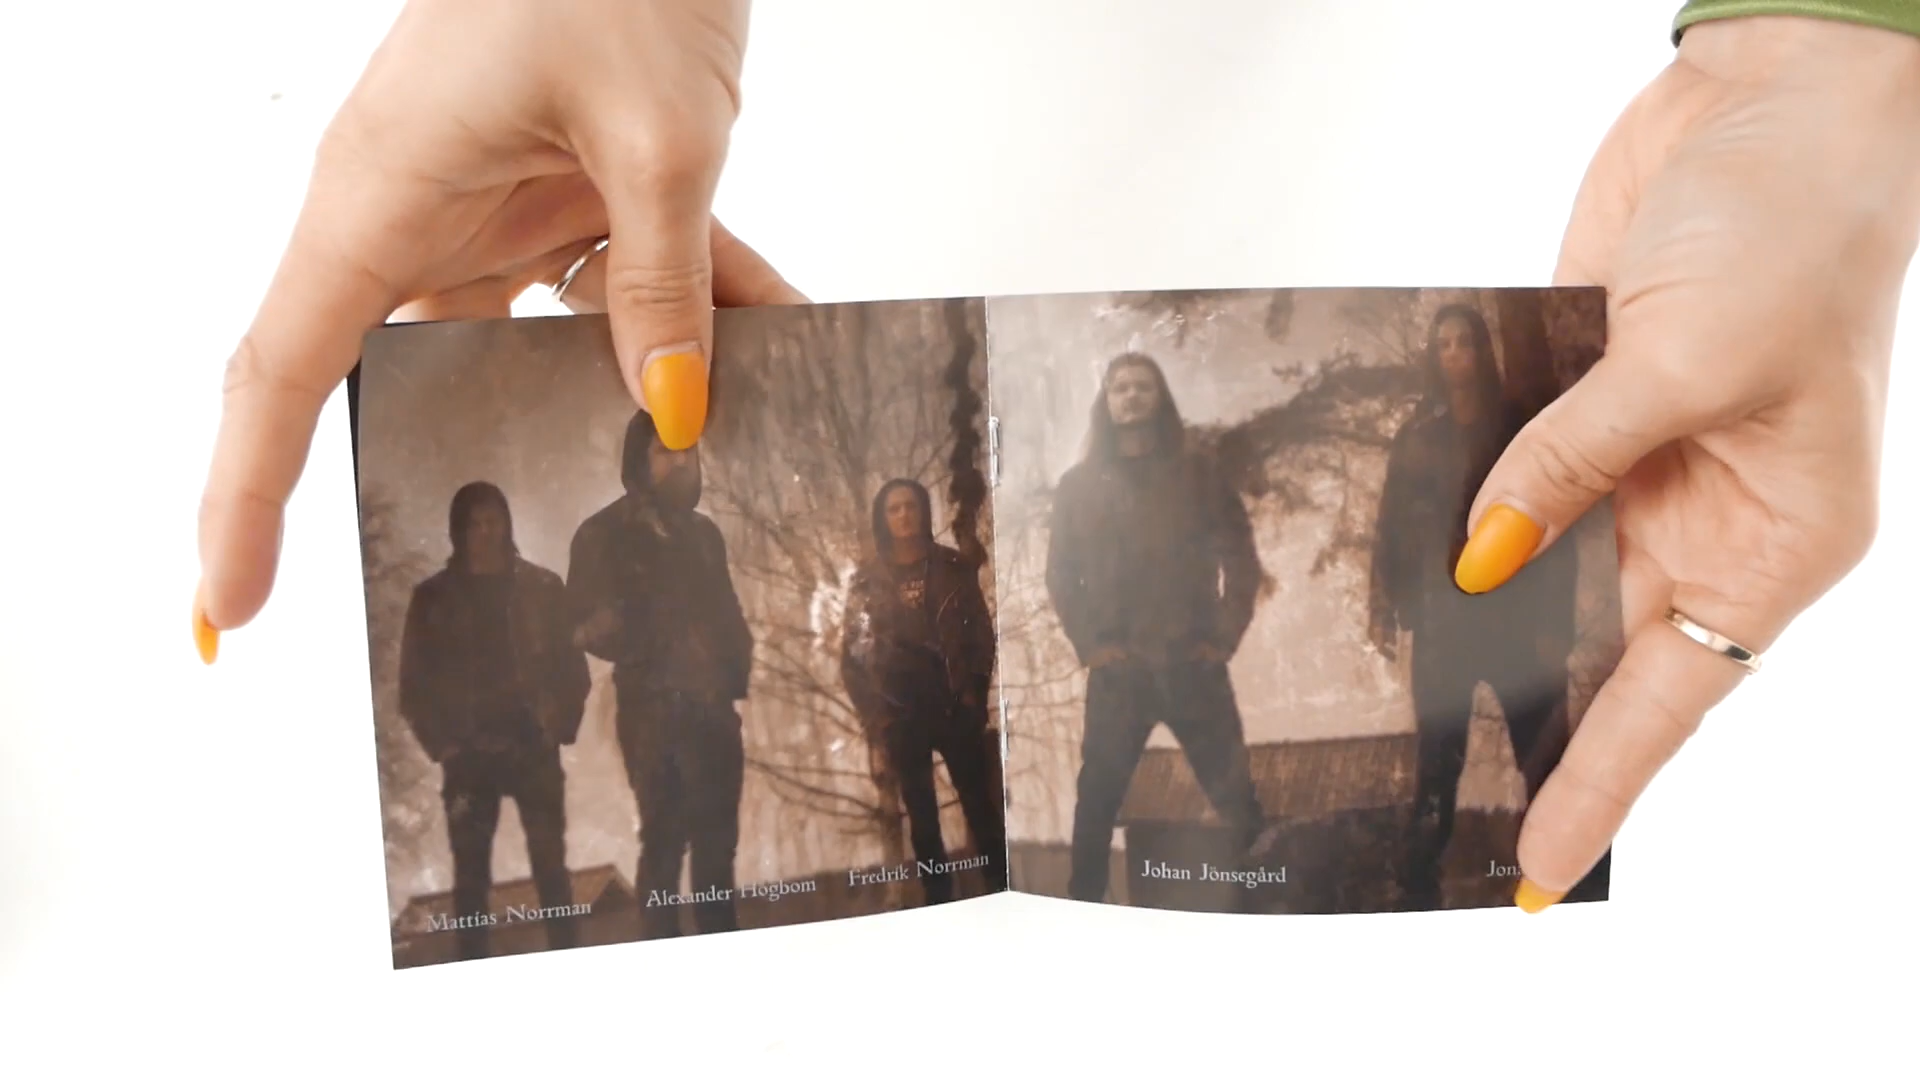 Mattias Norrman
Alexander Högbom
Fredrik Norrman
Johan Jönsegård